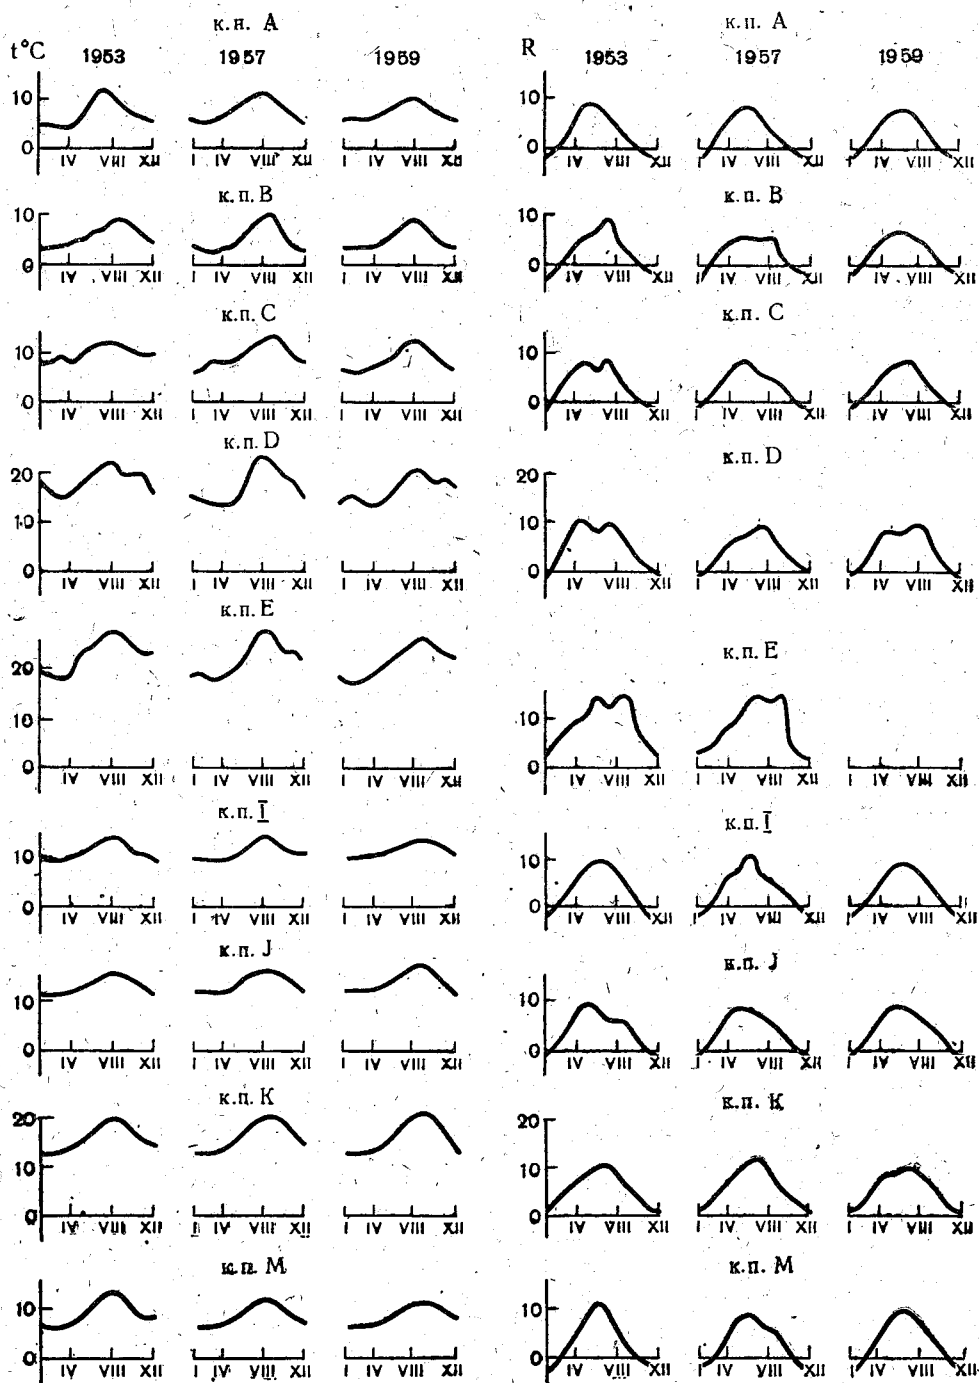 к.н. А к.п. А
t°C 1953 1957 1959 R 1953 1957 1959
10 10
0 IV VIII XII I IV VIII XII I IV VIII XII 0 IV VIII XII I IV VIII XII I IV VIII XII
к.п. В к.п. В
10 10
0 IV VIII XII I IV VIII XII I IV VIII XII 0 IV VIII XII I IV VIII XII I IV VIII XII
к.п. С к.п. С
10 10
0 IV VIII XII I IV VIII XII I IV VIII XII 0 IV VIII XII I IV VIII XII I IV VIII XII
к.п. D к.п. D
20 20
10 10
0 IV VIII XII I IV VIII XII I IV VIII XII 0 IV VIII XII I IV VIII XII I IV VIII XII
к.п. Е к.п. Е
20
10 10
0 IV VIII XII I IV VIII XII I IV VIII XII 0 IV VIII XII I IV VIII XII I IV VIII XII
к.п. I к.п. I
10 10
0 IV VIII XII I IV VIII XII I IV VIII XII 0 IV VIII XII I IV VIII XII I IV VIII XII
к.п. J к.п. J
10 10
0 IV VIII XII I IV VIII XII I IV VIII XII 0 IV VIII XII I IV VIII XII I IV VIII XII
к.п. К к.п. К
20 20
10 10
0 IV VIII XII I IV VIII XII I IV VIII XII 0 IV VIII XII I IV VIII XII I IV VIII XII
к.п. М к.п. М
10 10
0 IV VIII XII I IV VIII XII I IV VIII XII 0 IV VIII XII I IV VIII XII I IV VIII XII